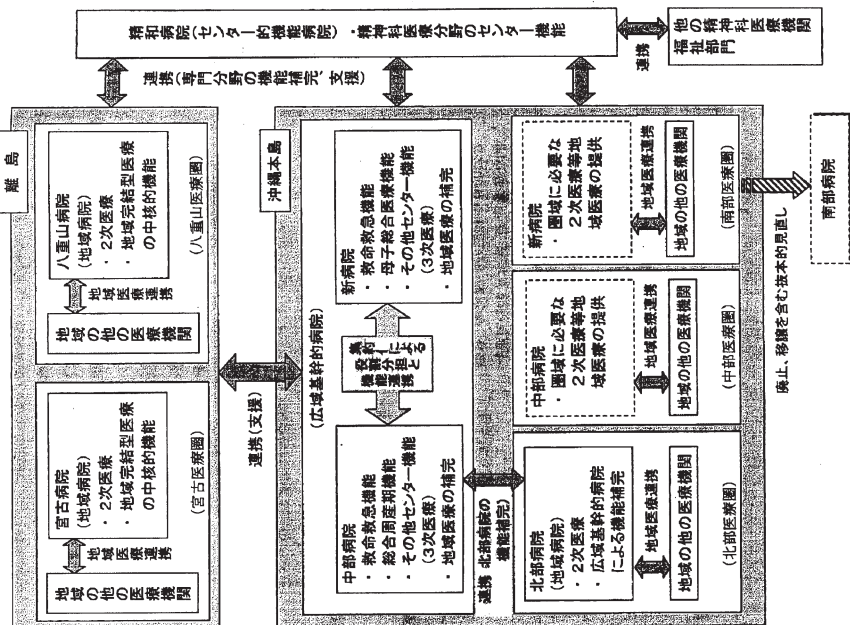 精和病院(センター的機能病院)・精神科医療分野のセンター機能
連携
他の精神科医療機関
福祉部門
連携(専門分野の機能補完、支援)
離島
宮古病院
(地域病院)
・2次医療
・地域完結型医療
の中核的機能
地域医療
連携
地域の他の医
療機関
(宮古医療圏)
八重山病院
(地域病院)
・2次医療
・地域完結型医療
の中核的機能
地域医療
連携
地域の他の医
療機関
(八重山医療圏)
連携(支援)
沖縄本島
(広域基幹的病院)
中部病院
・救命救急機能
・総合周産期機能
・その他センター機能
(3次医療)
・地域医療の補完
集約による
役割分担と
機能連携
新病院
・救命救急機能
・母子総合医療機能
・その他センター機能
(3次医療)
・地域医療の補完
連携(北部病院の
機能補完)
北部病院
(地域病院)
・2次医療
・広域基幹的病院
による機能補完
地域医療連携
地域の他の医療機関
(北部医療圏)
中部病院
・圏域に必要な
2次医療等地
域医療の提供
地域医療連携
地域の他の医療機関
(中部医療圏)
新病院
・圏域に必要な
2次医療等地
域医療の提供
地域医療連携
地域の他の医療機関
(南部医療圏)
廃止、移譲を含む抜本的見直し
南部病院